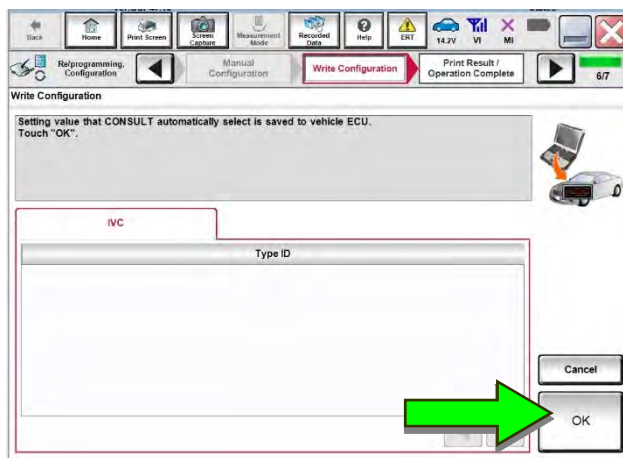 Back
Home
Print Screen
Screen Capture
Measurement Mode
Recorded Data
Help
ERT
14.2V
VI
MI
Re/programming, Configuration
Manual Configuration
Write Configuration
Print Result / Operation Complete
6/7
Write Configuration
Setting value that CONSULT automatically select is saved to vehicle ECU.
Touch "OK".
IVC
Type ID
Cancel
OK